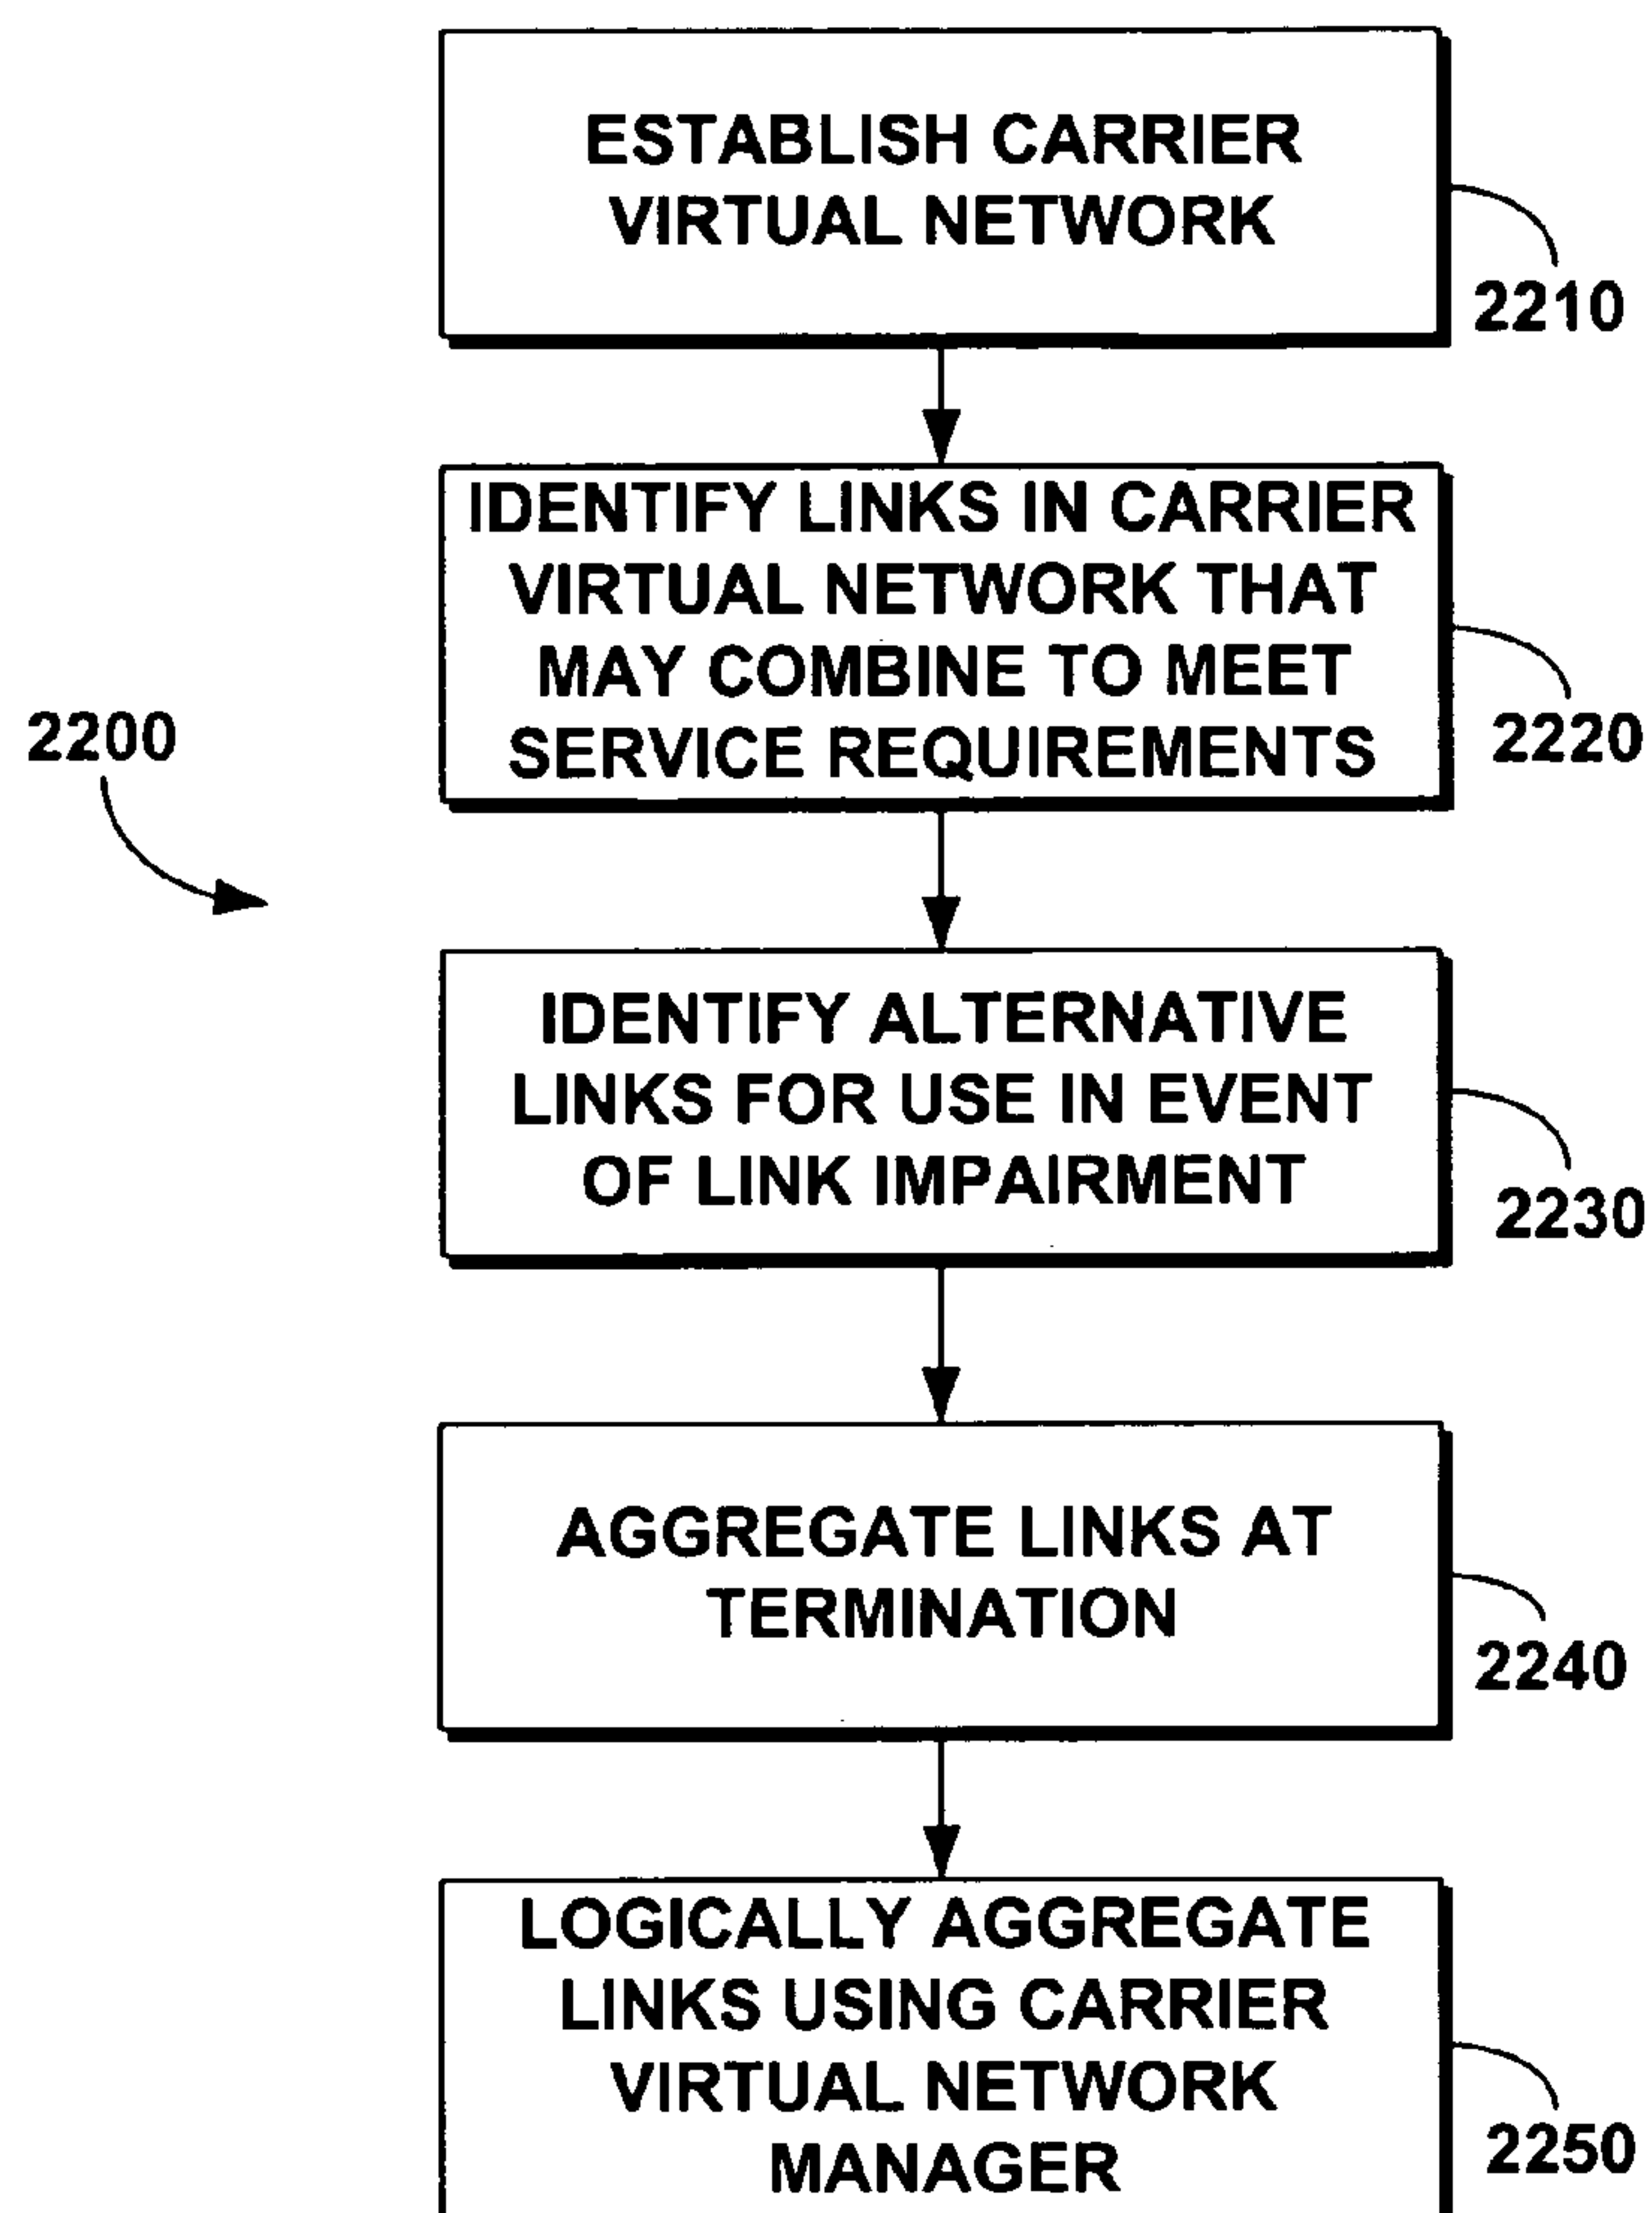 ESTABLISH CARRIER
VIRTUAL NETWORK
2210
IDENTIFY LINKS IN CARRIER
VIRTUAL NETWORK THAT
MAY COMBINE TO MEET
SERVICE REQUIREMENTS
2220
2200
IDENTIFY ALTERNATIVE
LINKS FOR USE IN EVENT
OF LINK IMPAIRMENT
2230
AGGREGATE LINKS AT
TERMINATION
2240
LOGICALLY AGGREGATE
LINKS USING CARRIER
VIRTUAL NETWORK
MANAGER
2250